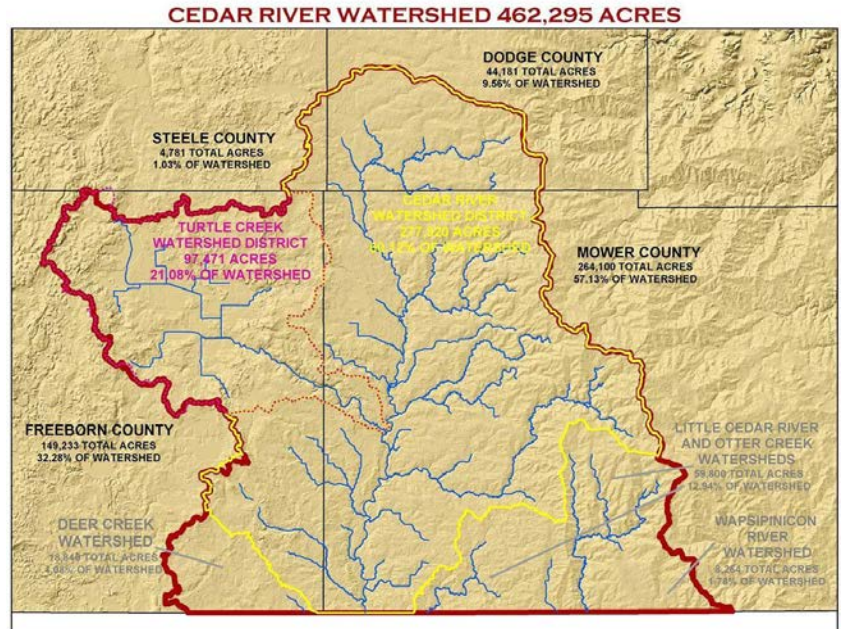 CEDAR RIVER WATERSHED 462,295 ACRES
DODGE COUNTY
44,181 TOTAL ACRES
9.56% OF WATERSHED
STEELE COUNTY
4,781 TOTAL ACRES
1.03% OF WATERSHED
CEDAR RIVER
WATERSHED DISTRICT
ACRES
OF WATERSHED
TURTLE CREEK
WATERSHED DISTRICT
97,471 ACRES
21.08% OF WATERSHED
MOWER COUNTY
264,100 TOTAL ACRES
57.13% OF WATERSHED
FREEBORN COUNTY
149,233 TOTAL ACRES
32.28% OF WATERSHED
LITTLE CEDAR RIVER
AND OTTER CREEK
WATERSHEDS
59,800 TOTAL ACRES
12.94% OF WATERSHED
DEER CREEK
WATERSHED
TOTAL ACRES
OF WATERSHED
WAPSIPINICON
RIVER
WATERSHED
TOTAL ACRES
OF WATERSHED